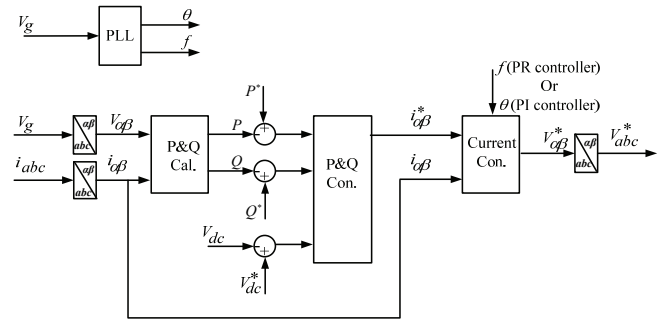 V_g
PLL
θ
f
P*
f (PR controller)
Or
θ (PI controller)
V_g
αβ
abc
V_αβ
P&Q
Cal.
P
−
+
P&Q
Con.
i*_αβ
Current
Con.
V*_αβ
αβ
abc
V*_abc
i_abc
αβ
abc
i_αβ
Q
−
+
i_αβ
Q*
V_dc
−
+
V*_dc